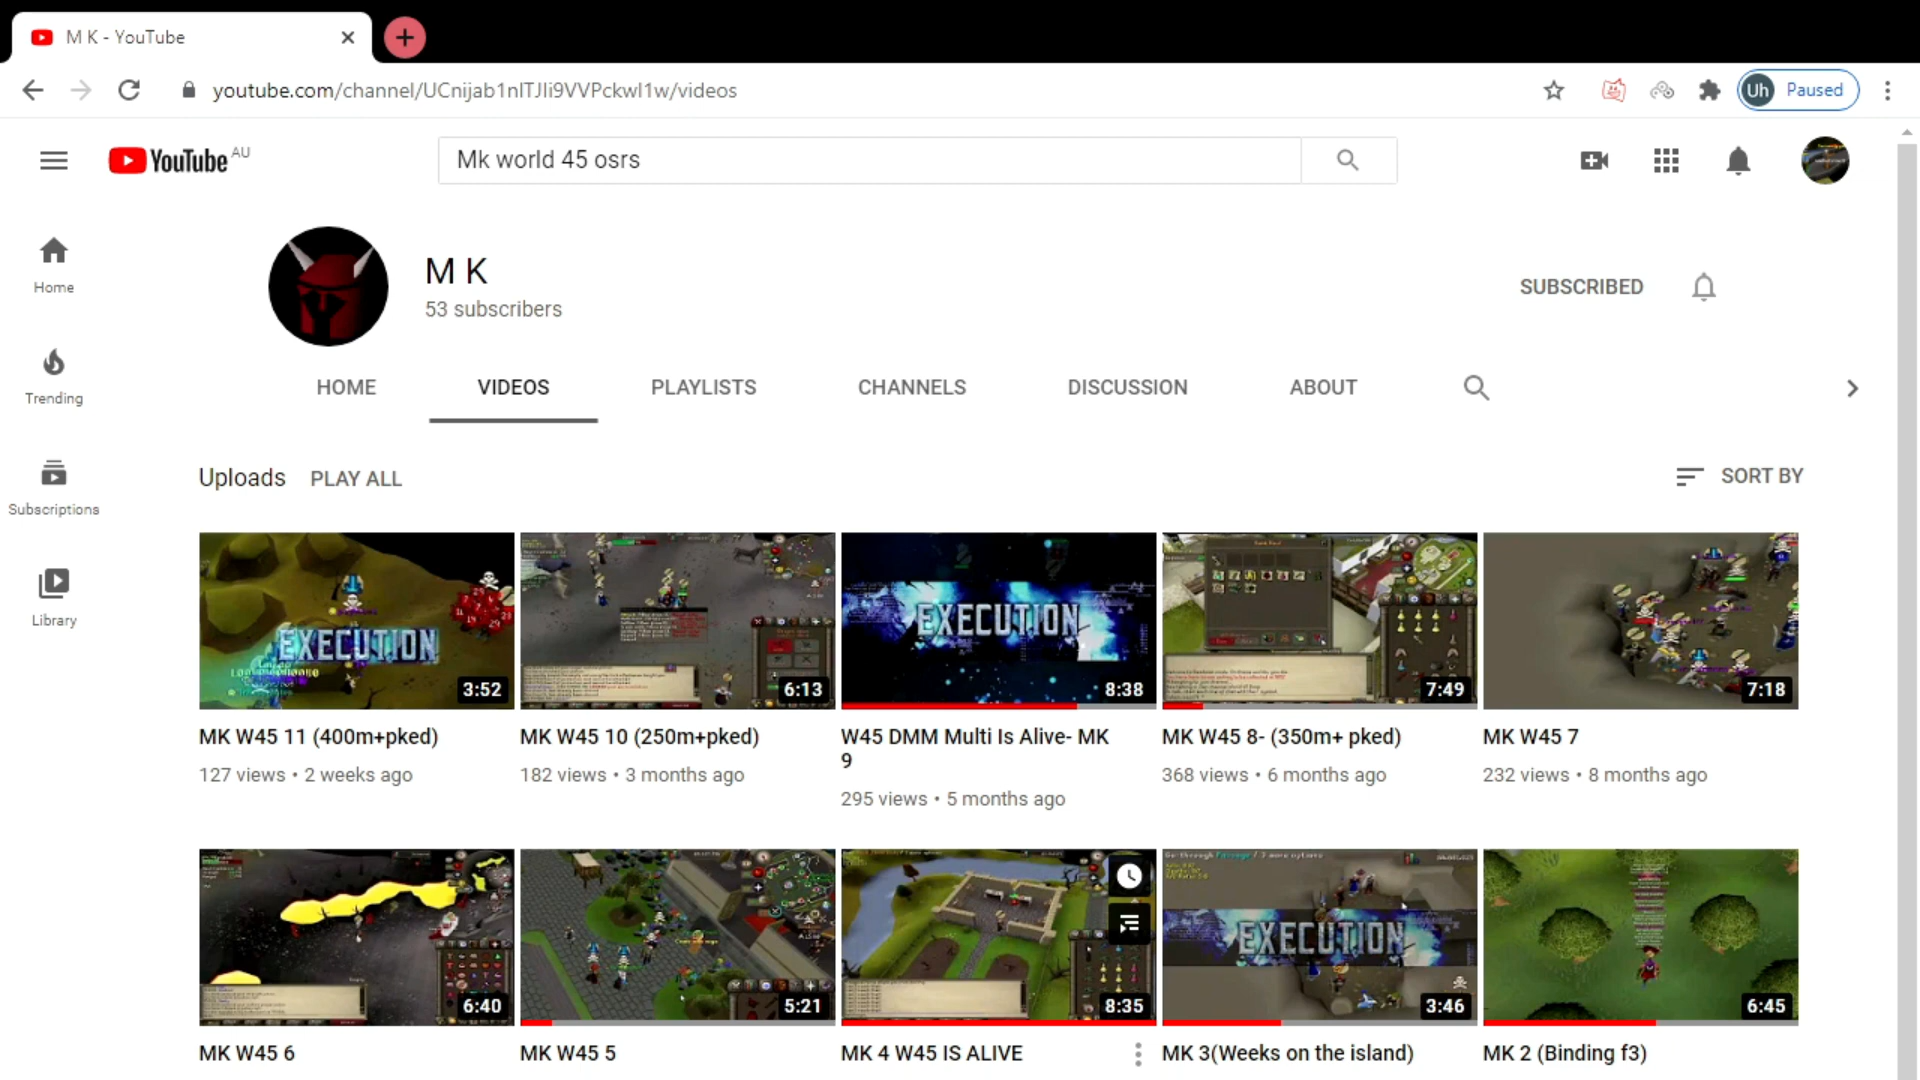 M K - YouTube
youtube.com/channel/UCnijab1nlTJIi9VVPckwl1w/videos
Uh Paused
YouTube AU
Mk world 45 osrs
Home
Trending
Subscriptions
Library
M K
53 subscribers
SUBSCRIBED
HOME VIDEOS PLAYLISTS CHANNELS DISCUSSION ABOUT
Uploads PLAY ALL
SORT BY
EXECUTION
3:52
6:13
EXECUTION
8:38
7:49
7:18
MK W45 11 (400m+pked)
127 views • 2 weeks ago
MK W45 10 (250m+pked)
182 views • 3 months ago
W45 DMM Multi Is Alive- MK
9
295 views • 5 months ago
MK W45 8- (350m+ pked)
368 views • 6 months ago
MK W45 7
232 views • 8 months ago
6:40
5:21
8:35
EXECUTION
3:46
6:45
MK W45 6
MK W45 5
MK 4 W45 IS ALIVE
MK 3(Weeks on the island)
MK 2 (Binding f3)